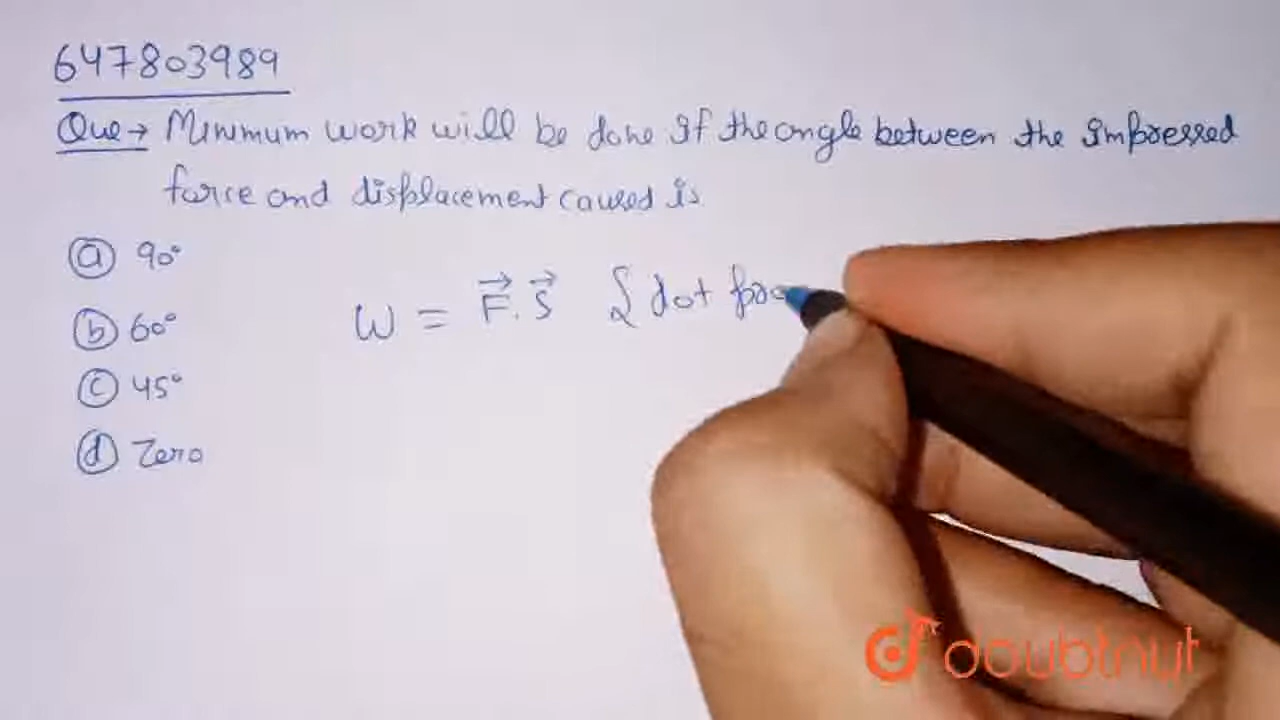 647803989
Que→ Minimum work will be done if the angle between the impressed
force and displacement caused is
ⓐ 90°
ⓑ 60°
ⓒ 45°
ⓓ Zero
W = F⃗.S⃗ { dot pro
doubtnut